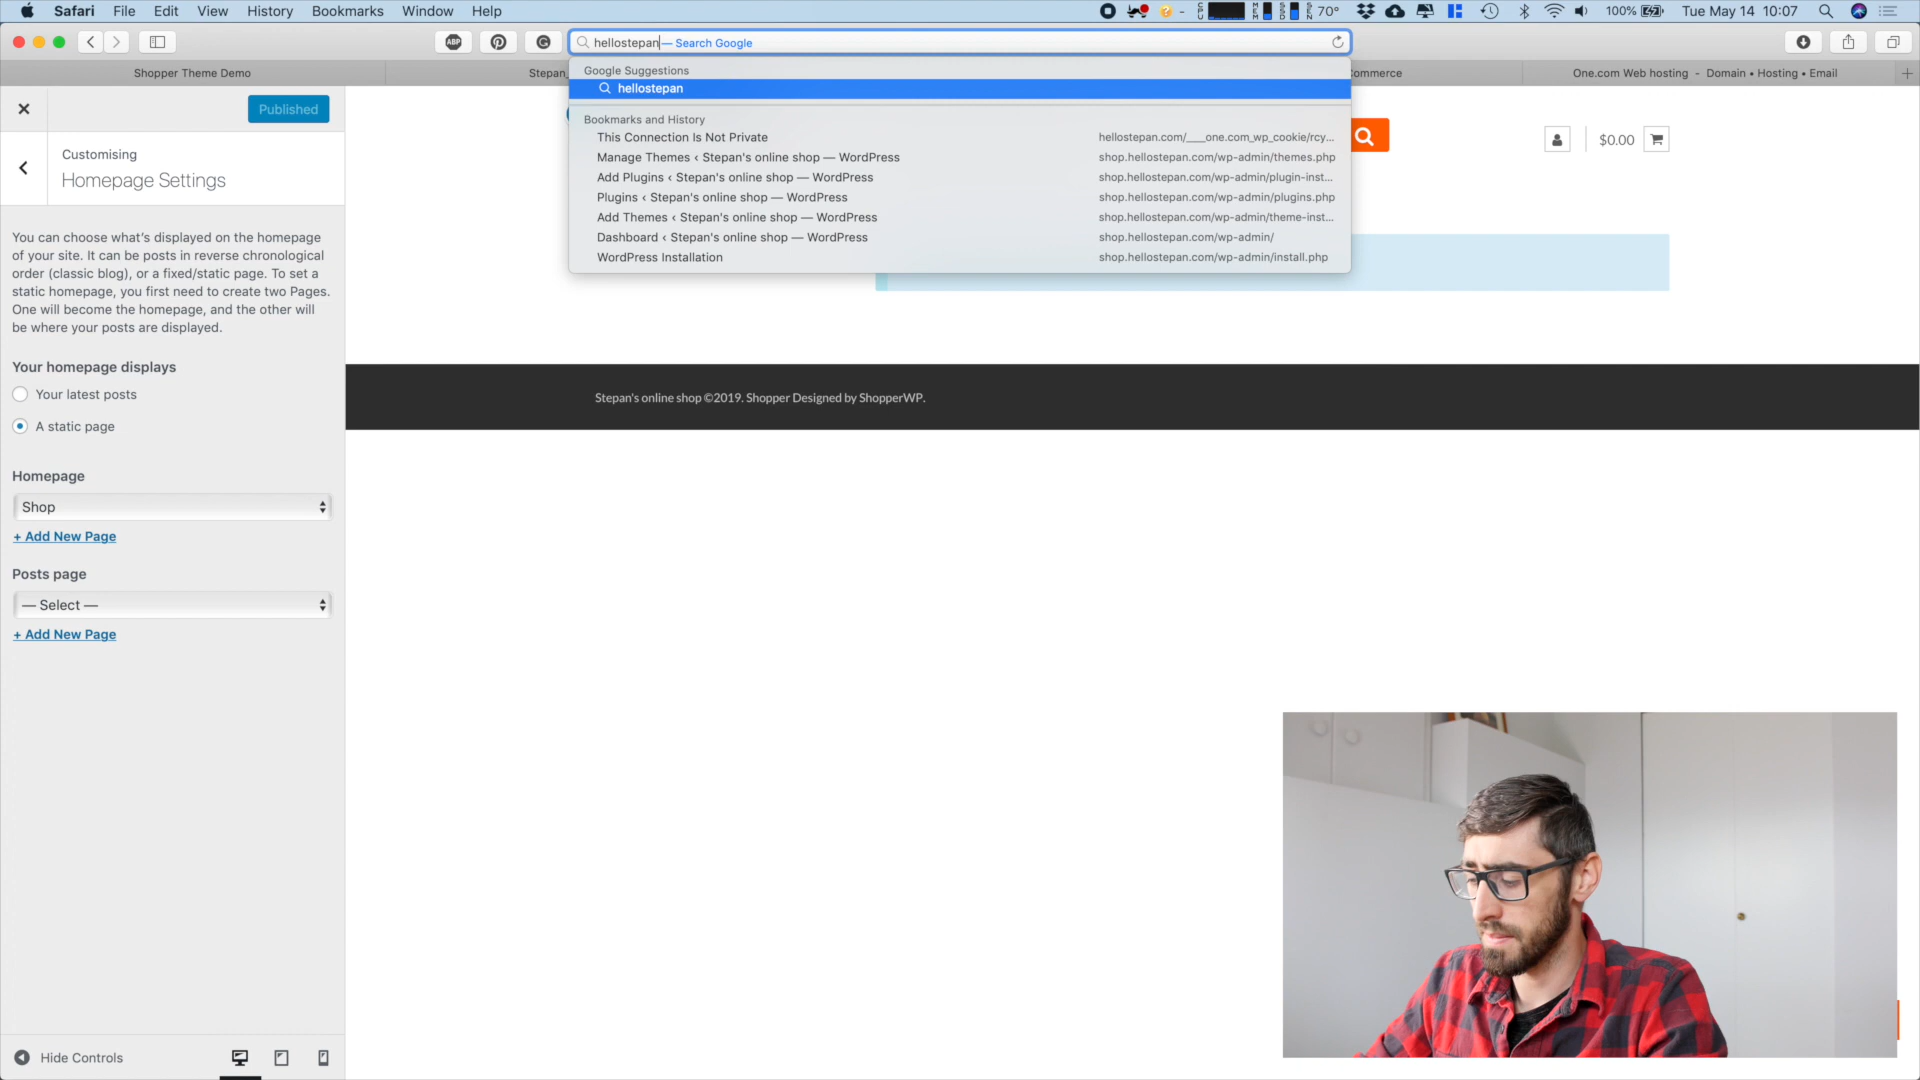 Safari File Edit View History Bookmarks Window Help
70° 100% Tue May 14 10:07
ABP hellostepan — Search Google
Shopper Theme Demo
Stepan_
Commerce
One.com Web hosting - Domain • Hosting • Email
Google Suggestions
hellostepan
Bookmarks and History
This Connection Is Not Private hellostepan.com/___one.com_wp_cookie/rcy...
Manage Themes ‹ Stepan's online shop — WordPress shop.hellostepan.com/wp-admin/themes.php
Add Plugins ‹ Stepan's online shop — WordPress shop.hellostepan.com/wp-admin/plugin-inst...
Plugins ‹ Stepan's online shop — WordPress shop.hellostepan.com/wp-admin/plugins.php
Add Themes ‹ Stepan's online shop — WordPress shop.hellostepan.com/wp-admin/theme-inst...
Dashboard ‹ Stepan's online shop — WordPress shop.hellostepan.com/wp-admin/
WordPress Installation shop.hellostepan.com/wp-admin/install.php
$0.00
Published
Customising
Homepage Settings
You can choose what's displayed on the homepage
of your site. It can be posts in reverse chronological
order (classic blog), or a fixed/static page. To set a
static homepage, you first need to create two Pages.
One will become the homepage, and the other will
be where your posts are displayed.
Your homepage displays
Your latest posts
A static page
Homepage
Shop
+ Add New Page
Posts page
— Select —
+ Add New Page
Hide Controls
Stepan's online shop ©2019. Shopper Designed by ShopperWP.